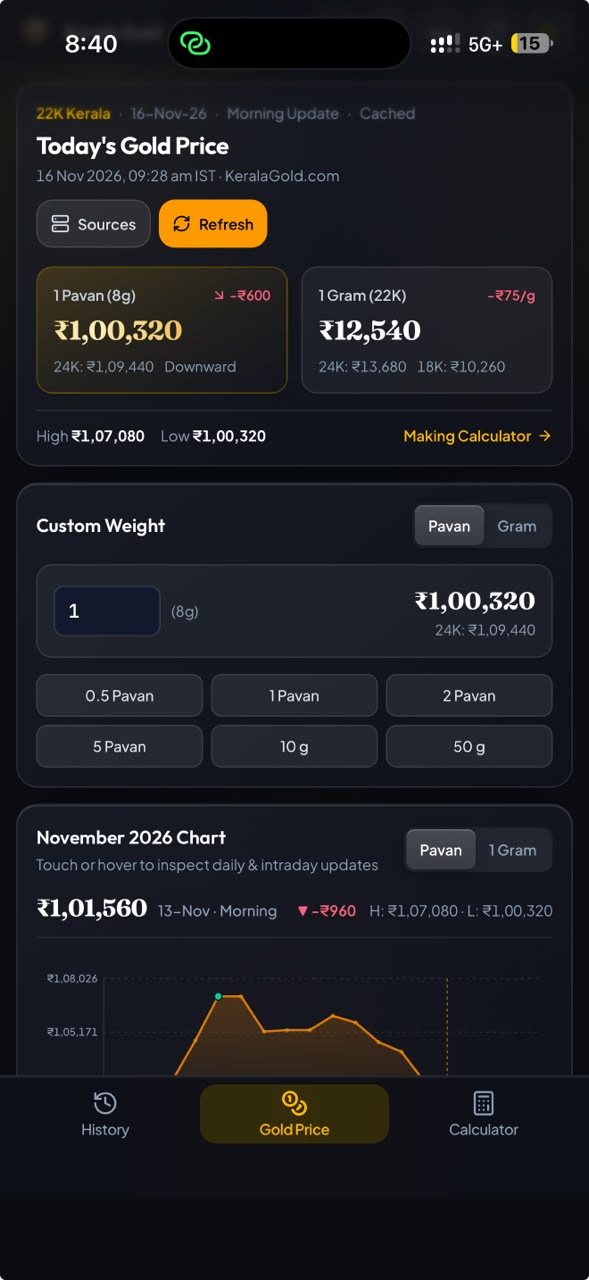 8:40 5G+ 15
22K Kerala · 16-Nov-26 · Morning Update · Cached
Today's Gold Price
16 Nov 2026, 09:28 am IST · KeralaGold.com
Sources Refresh
1 Pavan (8g) ↘ -₹600
₹1,00,320
24K: ₹1,09,440 Downward
1 Gram (22K) -₹75/g
₹12,540
24K: ₹13,680 18K: ₹10,260
High ₹1,07,080 Low ₹1,00,320 Making Calculator →
Custom Weight Pavan Gram
1 (8g) ₹1,00,320
24K: ₹1,09,440
0.5 Pavan 1 Pavan 2 Pavan
5 Pavan 10 g 50 g
November 2026 Chart Pavan 1 Gram
Touch or hover to inspect daily & intraday updates
₹1,01,560 13-Nov · Morning ▼ -₹960 H: ₹1,07,080 · L: ₹1,00,320
₹1,08,026
₹1,05,171
History Gold Price Calculator